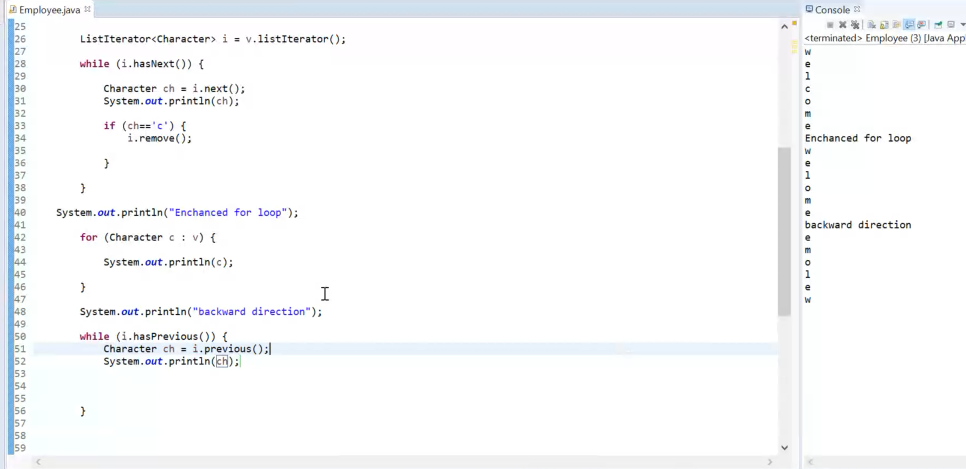 Employee.java
25
26 ListIterator<Character> i = v.listIterator();
27
28 while (i.hasNext()) {
29
30 Character ch = i.next();
31 System.out.println(ch);
32
33 if (ch=='c') {
34 i.remove();
35
36 }
37
38 }
39
40 System.out.println("Enchanced for loop");
41
42 for (Character c : v) {
43
44 System.out.println(c);
45
46 }
47
48 System.out.println("backward direction");
49
50 while (i.hasPrevious()) {
51 Character ch = i.previous();
52 System.out.println(ch);
53
54
55
56 }
57
58
59
Console
<terminated> Employee (3) [Java App
w
e
l
c
o
m
e
Enchanced for loop
w
e
l
o
m
e
backward direction
e
m
o
l
e
w